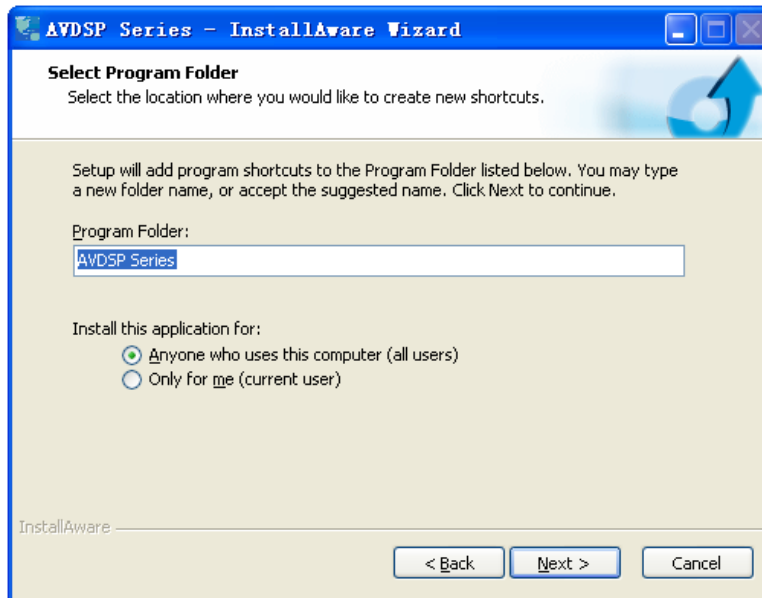 AVDSP Series - InstallAware Wizard
Select Program Folder
Select the location where you would like to create new shortcuts.
Setup will add program shortcuts to the Program Folder listed below. You may type
a new folder name, or accept the suggested name. Click Next to continue.
Program Folder:
AVDSP Series
Install this application for:
Anyone who uses this computer (all users)
Only for me (current user)
InstallAware
< Back Next > Cancel